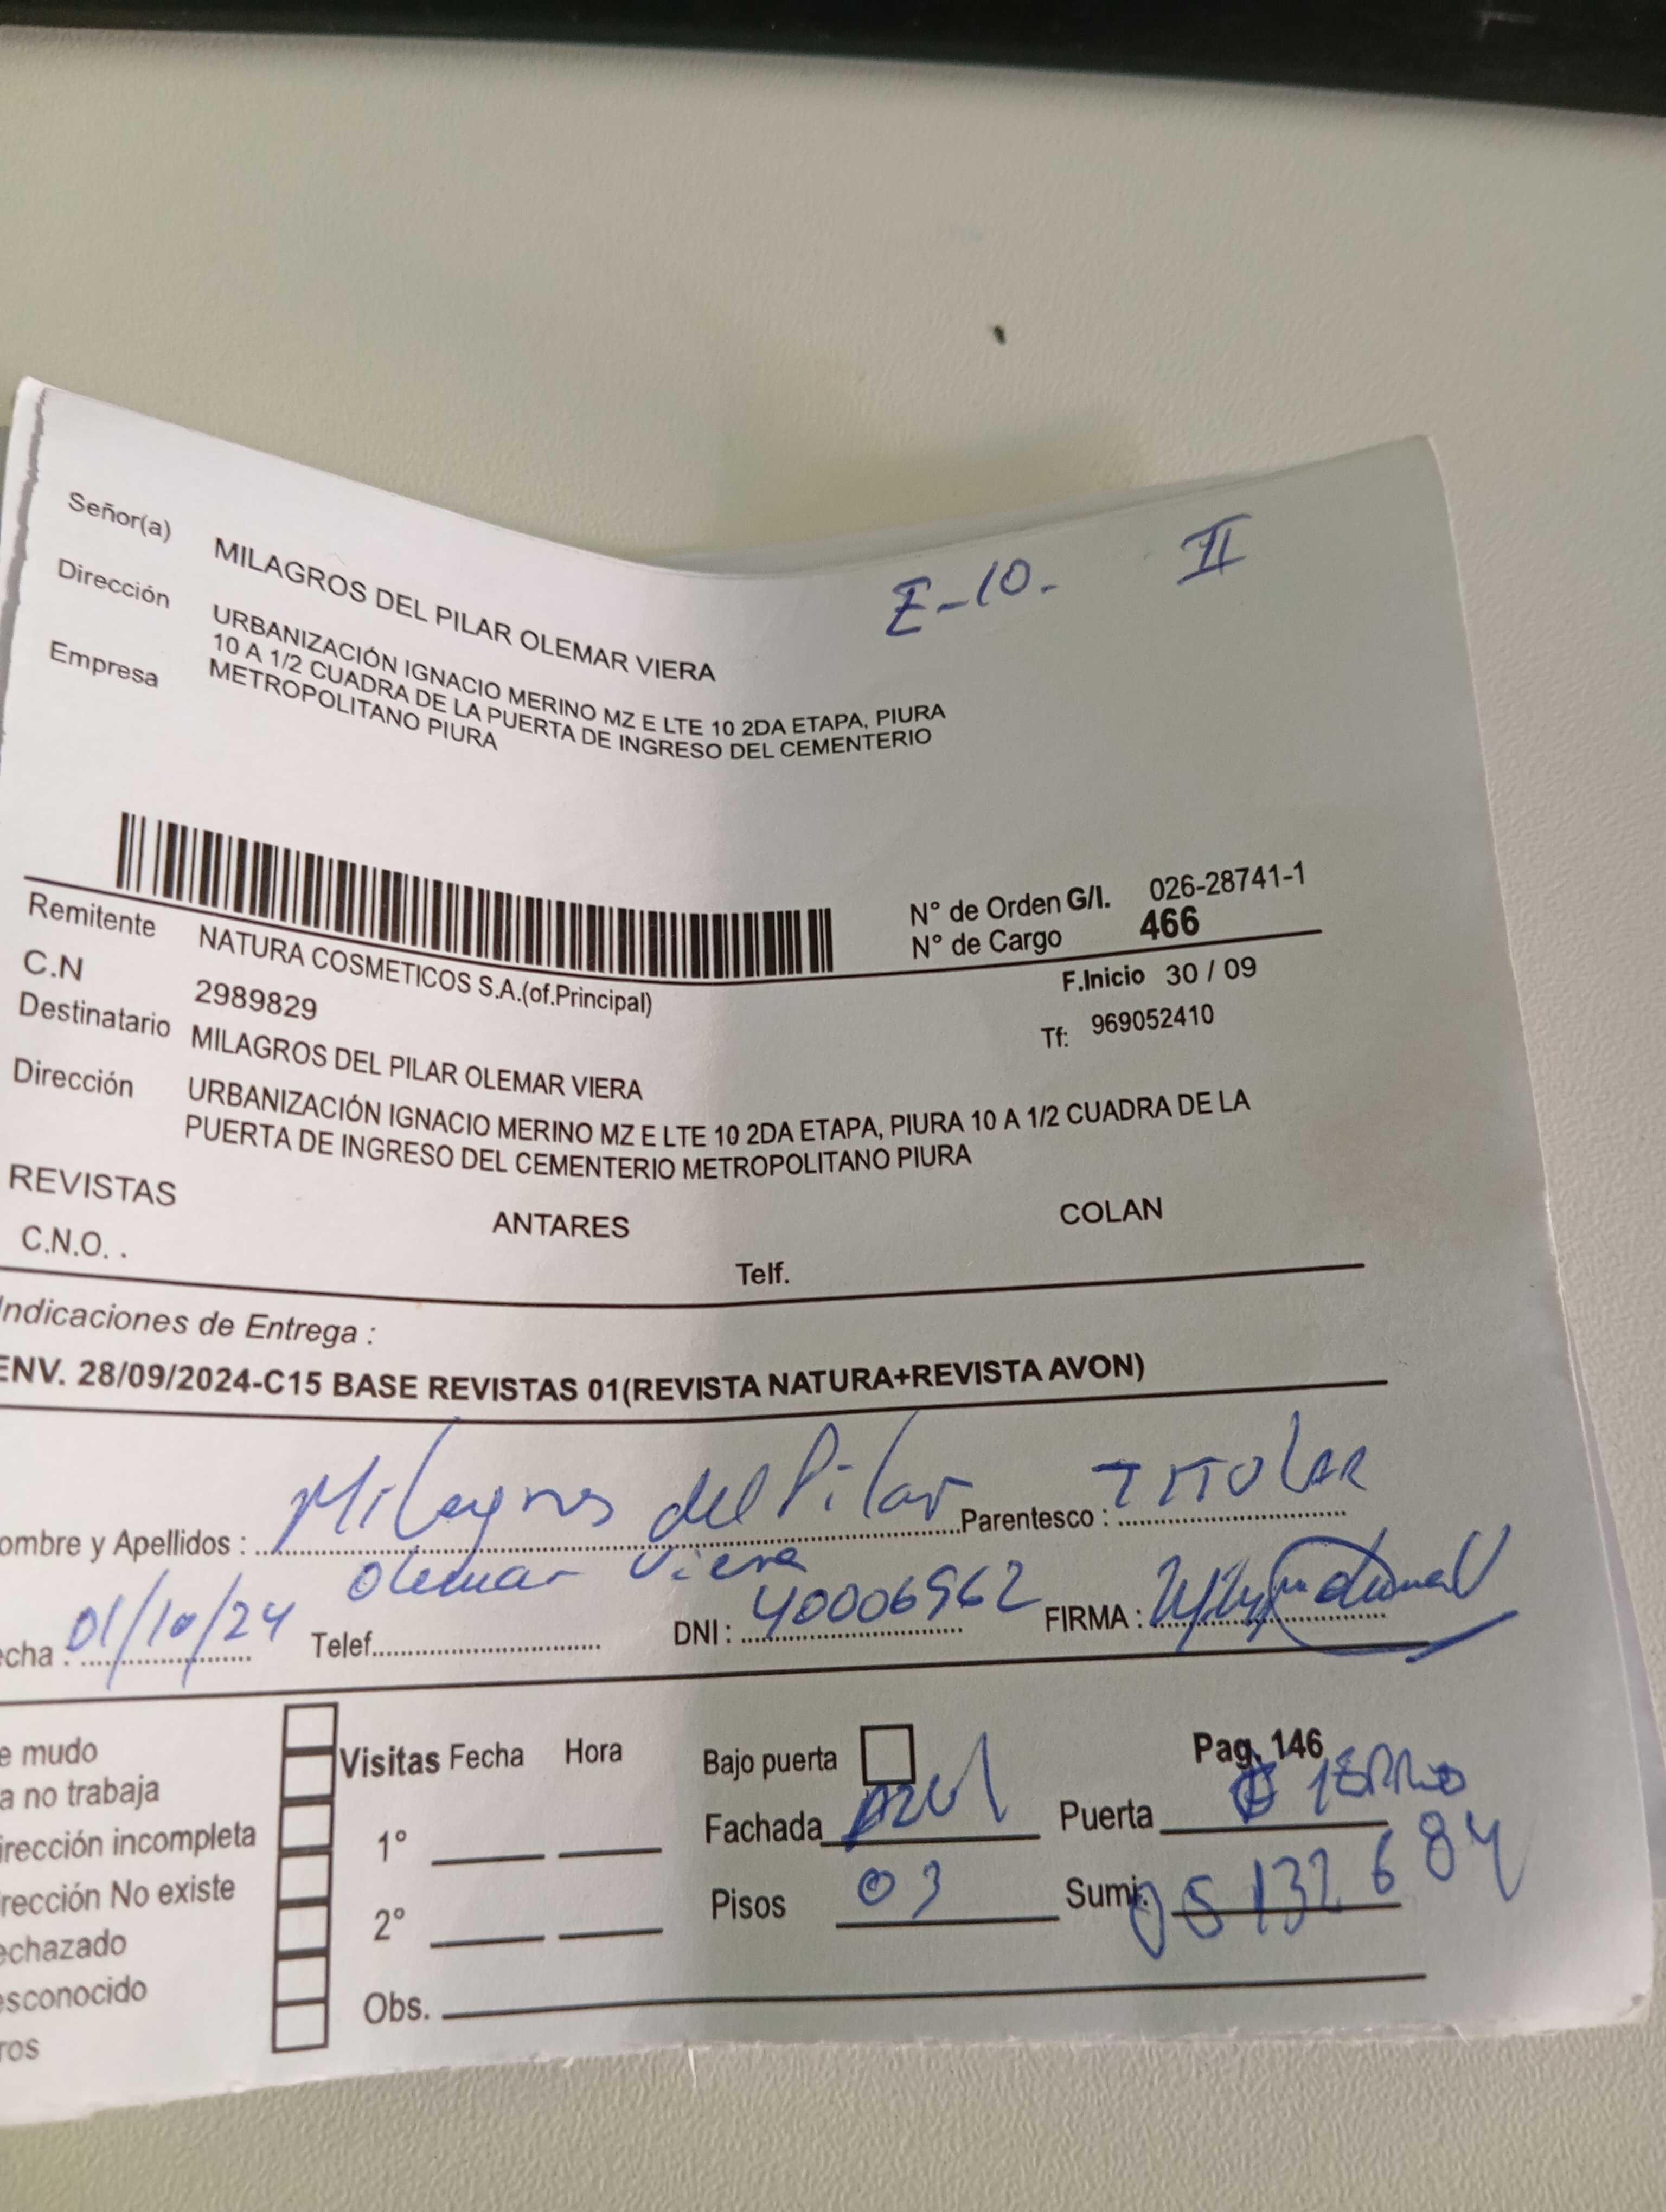 E-10- II
Señor(a) MILAGROS DEL PILAR OLEMAR VIERA
Dirección URBANIZACIÓN IGNACIO MERINO MZ E LTE 10 2DA ETAPA, PIURA
10 A 1/2 CUADRA DE LA PUERTA DE INGRESO DEL CEMENTERIO
Empresa METROPOLITANO PIURA
N° de Orden G/I. 026-28741-1
N° de Cargo 466
Remitente NATURA COSMETICOS S.A.(of.Principal) F.Inicio 30 / 09
C.N 2989829 Tf: 969052410
Destinatario MILAGROS DEL PILAR OLEMAR VIERA
Dirección URBANIZACIÓN IGNACIO MERINO MZ E LTE 10 2DA ETAPA, PIURA 10 A 1/2 CUADRA DE LA
PUERTA DE INGRESO DEL CEMENTERIO METROPOLITANO PIURA
REVISTAS ANTARES COLAN
C.N.O. . Telf.
Indicaciones de Entrega :
ENV. 28/09/2024-C15 BASE REVISTAS 01(REVISTA NATURA+REVISTA AVON)
ombre y Apellidos : Milagros del Pilar Parentesco : TITULAR
Olemar Viera
cha : 01/10/24 Telef. DNI : 40006962 FIRMA :
e mudo Visitas Fecha Hora Bajo puerta Pag. 146
a no trabaja
irección incompleta 1° Fachada Azul Puerta
rección No existe Pisos 03 Sumi. 05132684
echazado 2°
esconocido Obs.
ros